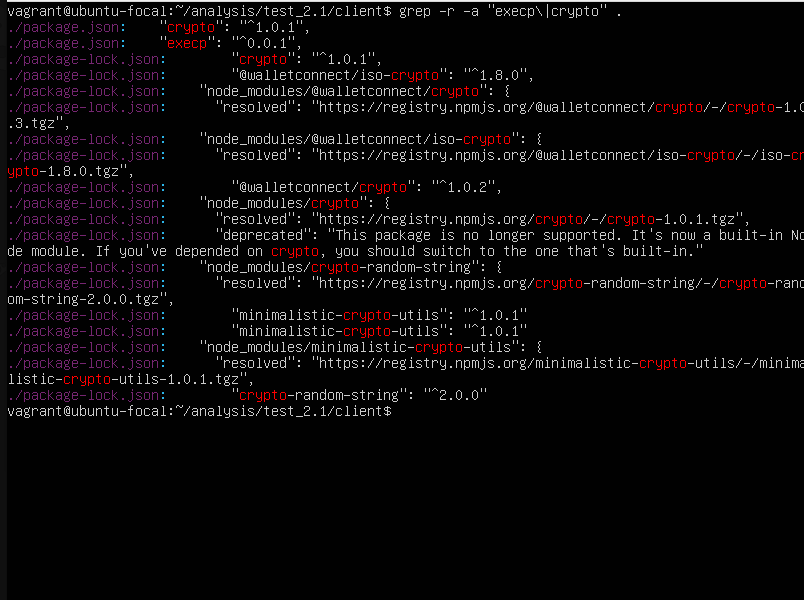 vagrant@ubuntu-focal:~/analysis/test_2.1/client$ grep -r -a "execp\|crypto" .
./package.json:    "crypto": "^1.0.1",
./package.json:    "execp": "^0.0.1",
./package-lock.json:        "crypto": "^1.0.1",
./package-lock.json:        "@walletconnect/iso-crypto": "^1.8.0",
./package-lock.json:    "node_modules/@walletconnect/crypto": {
./package-lock.json:      "resolved": "https://registry.npmjs.org/@walletconnect/crypto/-/crypto-1.0
.3.tgz",
./package-lock.json:    "node_modules/@walletconnect/iso-crypto": {
./package-lock.json:      "resolved": "https://registry.npmjs.org/@walletconnect/iso-crypto/-/iso-cr
ypto-1.8.0.tgz",
./package-lock.json:        "@walletconnect/crypto": "^1.0.2",
./package-lock.json:    "node_modules/crypto": {
./package-lock.json:      "resolved": "https://registry.npmjs.org/crypto/-/crypto-1.0.1.tgz",
./package-lock.json:      "deprecated": "This package is no longer supported. It's now a built-in No
de module. If you've depended on crypto, you should switch to the one that's built-in."
./package-lock.json:    "node_modules/crypto-random-string": {
./package-lock.json:      "resolved": "https://registry.npmjs.org/crypto-random-string/-/crypto-rand
om-string-2.0.0.tgz",
./package-lock.json:        "minimalistic-crypto-utils": "^1.0.1"
./package-lock.json:        "minimalistic-crypto-utils": "^1.0.1"
./package-lock.json:    "node_modules/minimalistic-crypto-utils": {
./package-lock.json:      "resolved": "https://registry.npmjs.org/minimalistic-crypto-utils/-/minima
listic-crypto-utils-1.0.1.tgz",
./package-lock.json:        "crypto-random-string": "^2.0.0"
vagrant@ubuntu-focal:~/analysis/test_2.1/client$